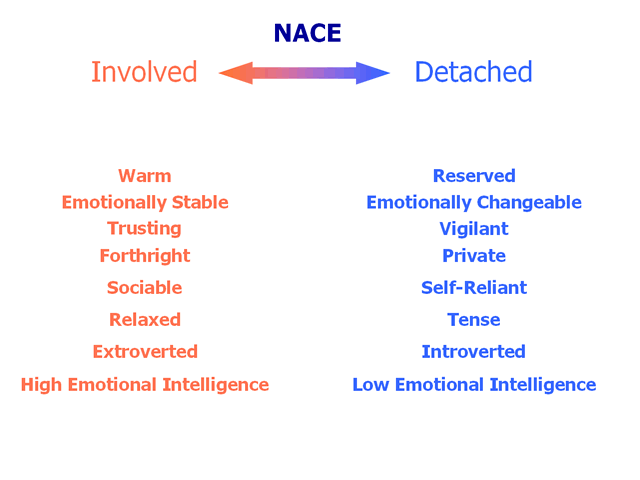 NACE
Involved Detached
Warm Reserved
Emotionally Stable Emotionally Changeable
Trusting Vigilant
Forthright Private
Sociable Self-Reliant
Relaxed Tense
Extroverted Introverted
High Emotional Intelligence Low Emotional Intelligence